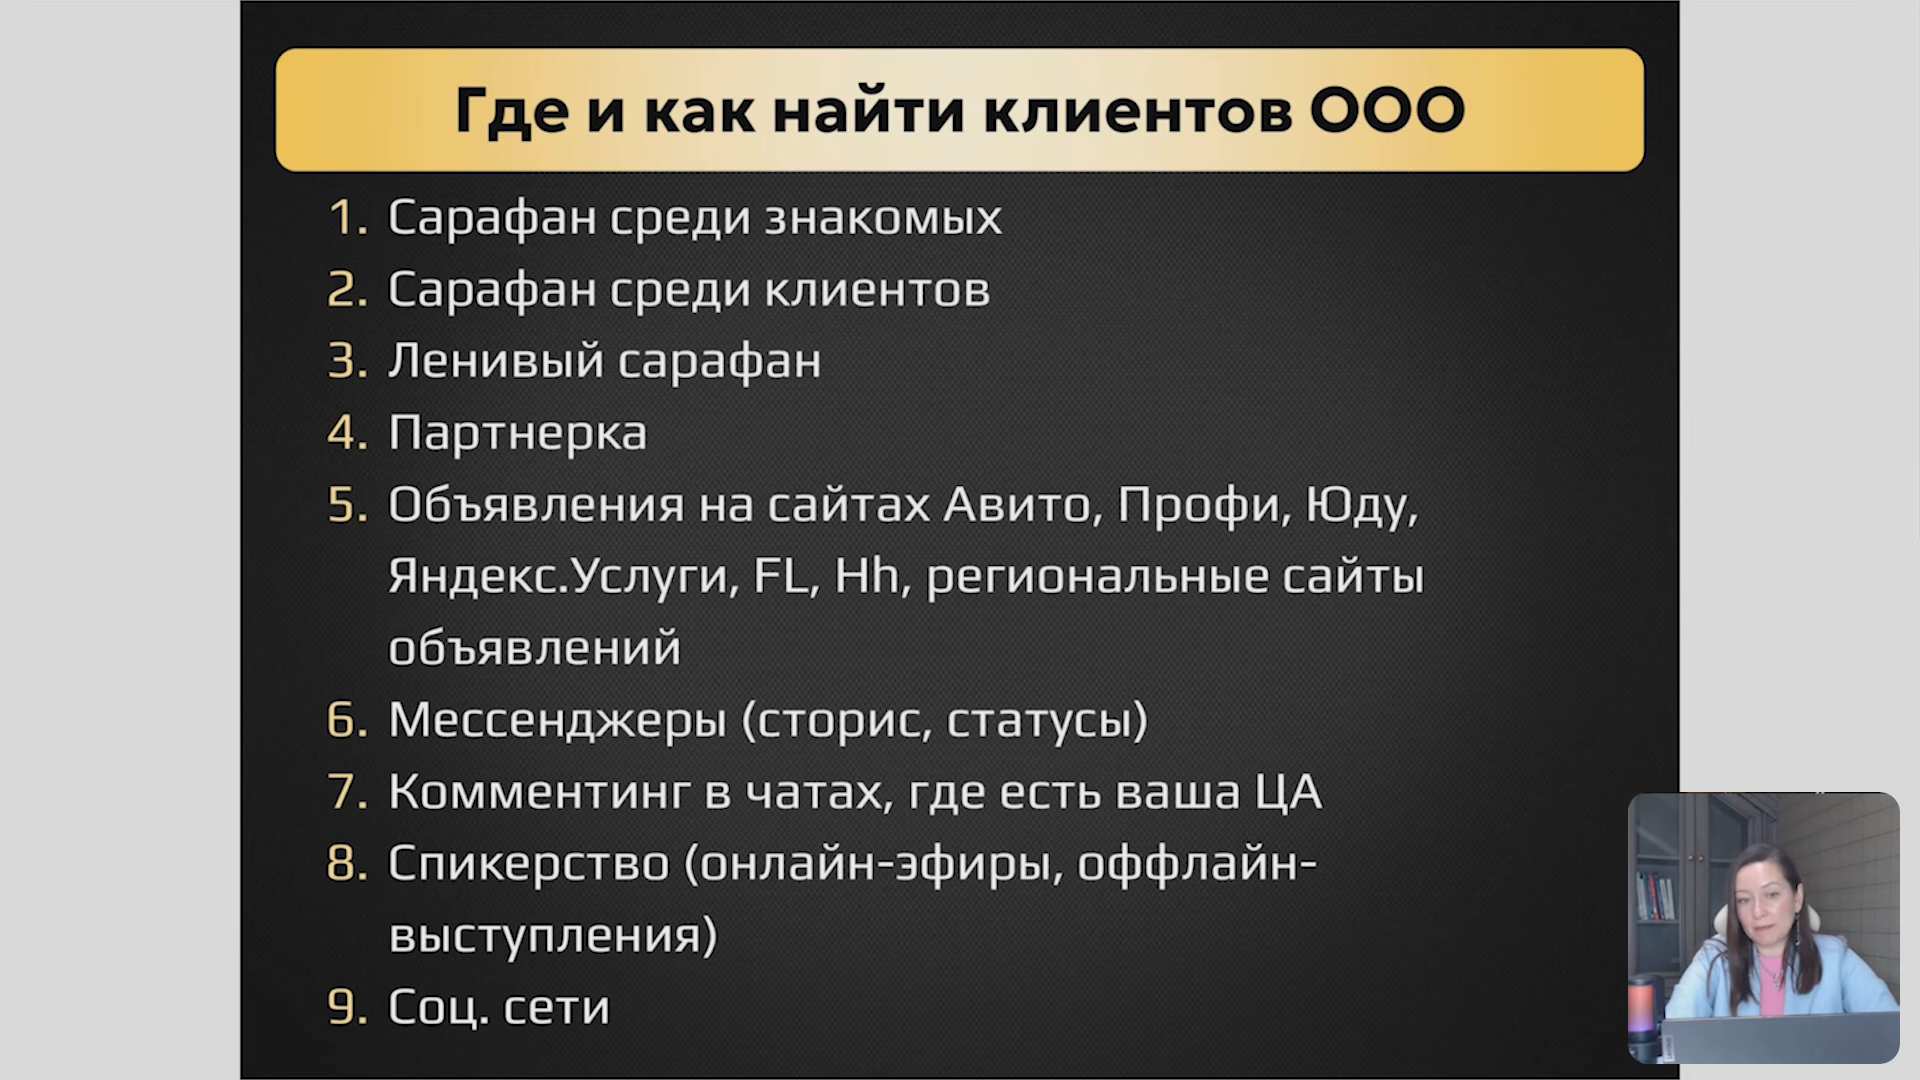 Где и как найти клиентов ООО
1. Сарафан среди знакомых
2. Сарафан среди клиентов
3. Ленивый сарафан
4. Партнерка
5. Объявления на сайтах Авито, Профи, Юду,
Яндекс.Услуги, FL, Hh, региональные сайты
объявлений
6. Мессенджеры (сторис, статусы)
7. Комментинг в чатах, где есть ваша ЦА
8. Спикерство (онлайн-эфиры, оффлайн-
выступления)
9. Соц. сети